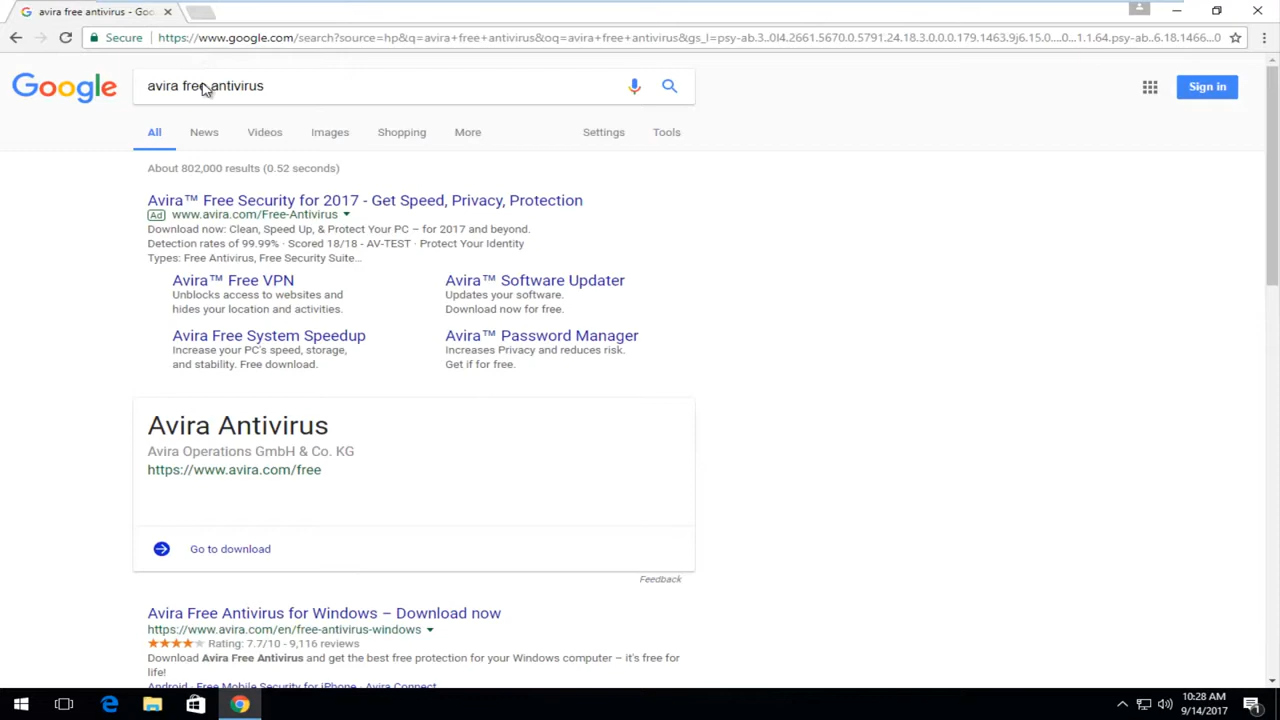 avira free antivirus - Goo
Secure https://www.google.com/search?source=hp&q=avira+free+antivirus&oq=avira+free+antivirus&gs_l=psy-ab.3..0l4.2661.5670.0.5791.24.18.3.0.0.0.179.1463.9j6.15.0....0...1.1.64.psy-ab..6.18.1466...0
Google
avira free antivirus
Sign in
All News Videos Images Shopping More Settings Tools
About 802,000 results (0.52 seconds)
Avira™ Free Security for 2017 - Get Speed, Privacy, Protection
Ad www.avira.com/Free-Antivirus
Download now: Clean, Speed Up, & Protect Your PC – for 2017 and beyond.
Detection rates of 99.99% · Scored 18/18 - AV-TEST · Protect Your Identity
Types: Free Antivirus, Free Security Suite...
Avira™ Free VPN
Unblocks access to websites and
hides your location and activities.
Avira™ Software Updater
Updates your software.
Download now for free.
Avira Free System Speedup
Increase your PC's speed, storage,
and stability. Free download.
Avira™ Password Manager
Increases Privacy and reduces risk.
Get if for free.
Avira Antivirus
Avira Operations GmbH & Co. KG
https://www.avira.com/free
Go to download
Feedback
Avira Free Antivirus for Windows – Download now
https://www.avira.com/en/free-antivirus-windows
Rating: 7.7/10 - 9,116 reviews
Download Avira Free Antivirus and get the best free protection for your Windows computer – it's free for
life!
Android · Free Mobile Security for iPhone · Avira Connect
10:28 AM
9/14/2017
1